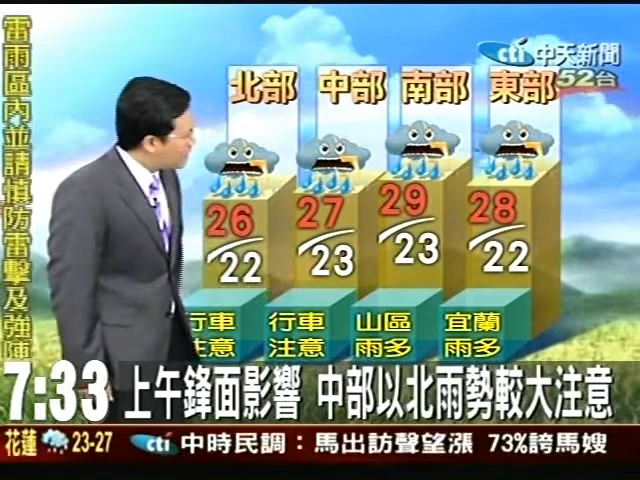 雷雨區內並請慎防雷擊及強陣
cti 中天新聞
52台
北部 中部 南部 東部
26/22 27/23 29/23 28/22
行車注意 行車注意 山區雨多 宜蘭雨多
7:33 上午鋒面影響 中部以北雨勢較大注意
花蓮 23-27 cti 中時民調：馬出訪聲望漲 73%誇馬嫂